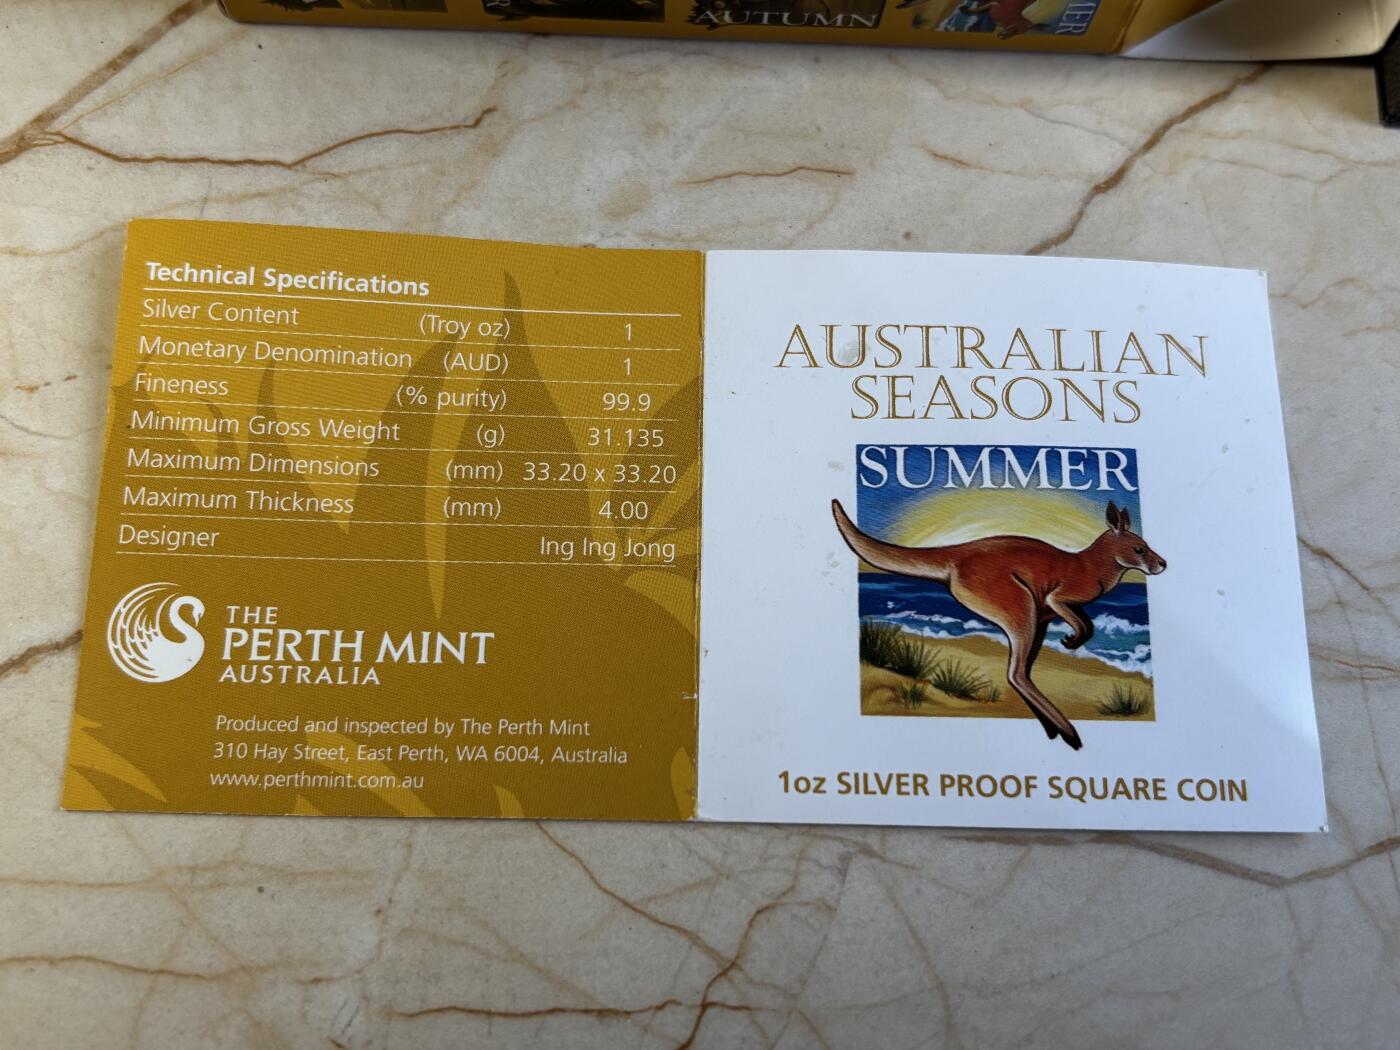 AUTUMN
Technical Specifications
Silver Content (Troy oz) 1
Monetary Denomination (AUD) 1
Fineness (% purity) 99.9
Minimum Gross Weight (g) 31.135
Maximum Dimensions (mm) 33.20 x 33.20
Maximum Thickness (mm) 4.00
Designer Ing Ing Jong
THE
PERTH MINT
AUSTRALIA
Produced and inspected by The Perth Mint
310 Hay Street, East Perth, WA 6004, Australia
www.perthmint.com.au
AUSTRALIAN
SEASONS
SUMMER
1oz SILVER PROOF SQUARE COIN